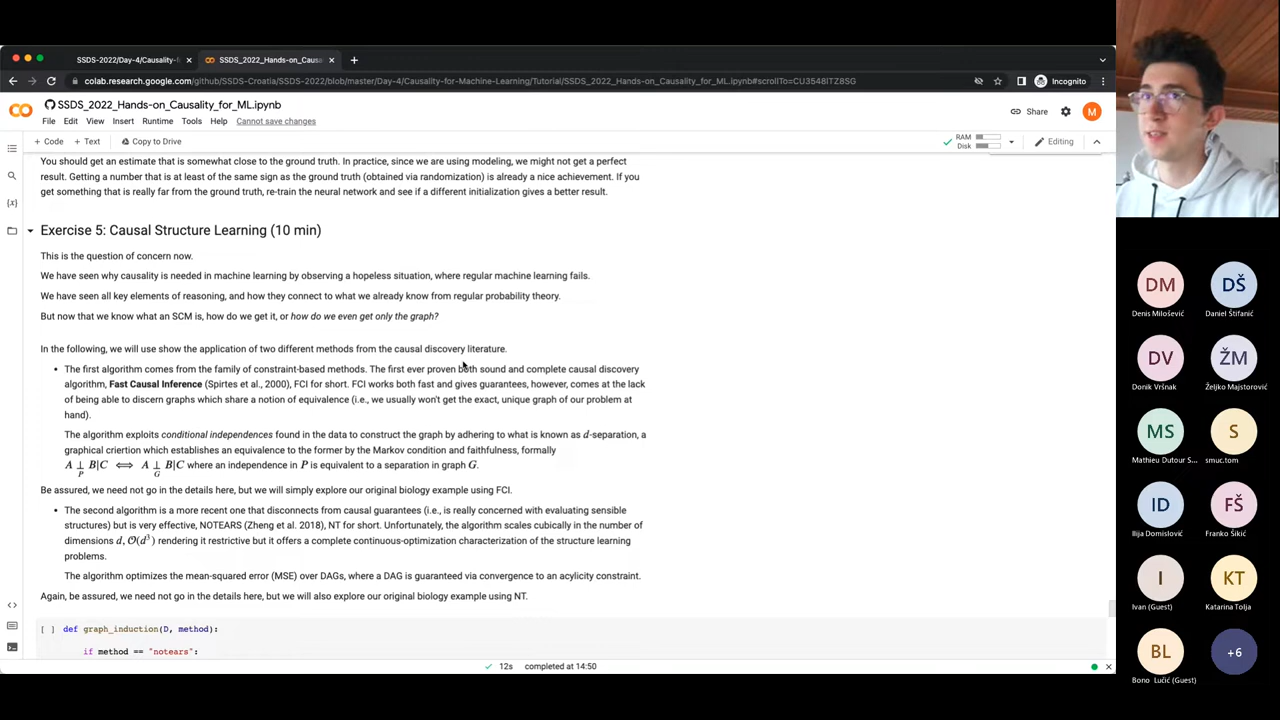 SSDS-2022/Day-4/Causality-f
SSDS_2022_Hands-on_Causa
colab.research.google.com/github/SSDS-Croatia/SSDS-2022/blob/master/Day-4/Causality-for-Machine-Learning/Tutorial/SSDS_2022_Hands-on_Causality_for_ML.ipynb#scrollTo=CU3548ITZ8SG
Incognito
SSDS_2022_Hands-on_Causality_for_ML.ipynb
Share
M
File Edit View Insert Runtime Tools Help Cannot save changes
+ Code + Text Copy to Drive
RAM
Disk
Editing
You should get an estimate that is somewhat close to the ground truth. In practice, since we are using modeling, we might not get a perfect
result. Getting a number that is at least of the same sign as the ground truth (obtained via randomization) is already a nice achievement. If you
get something that is really far from the ground truth, re-train the neural network and see if a different initialization gives a better result.
Exercise 5: Causal Structure Learning (10 min)
This is the question of concern now.
We have seen why causality is needed in machine learning by observing a hopeless situation, where regular machine learning fails.
We have seen all key elements of reasoning, and how they connect to what we already know from regular probability theory.
But now that we know what an SCM is, how do we get it, or how do we even get only the graph?
In the following, we will use show the application of two different methods from the causal discovery literature.
• The first algorithm comes from the family of constraint-based methods. The first ever proven both sound and complete causal discovery
algorithm, Fast Causal Inference (Spirtes et al., 2000), FCI for short. FCI works both fast and gives guarantees, however, comes at the lack
of being able to discern graphs which share a notion of equivalence (i.e., we usually won't get the exact, unique graph of our problem at
hand).
The algorithm exploits conditional independences found in the data to construct the graph by adhering to what is known as d-separation, a
graphical criertion which establishes an equivalence to the former by the Markov condition and faithfulness, formally
A ⊥_P B|C ⟺ A ⊥_G B|C where an independence in P is equivalent to a separation in graph G.
Be assured, we need not go in the details here, but we will simply explore our original biology example using FCI.
• The second algorithm is a more recent one that disconnects from causal guarantees (i.e., is really concerned with evaluating sensible
structures) but is very effective, NOTEARS (Zheng et al. 2018), NT for short. Unfortunately, the algorithm scales cubically in the number of
dimensions d, O(d³) rendering it restrictive but it offers a complete continuous-optimization characterization of the structure learning
problems.
The algorithm optimizes the mean-squared error (MSE) over DAGs, where a DAG is guaranteed via convergence to an acylicity constraint.
Again, be assured, we need not go in the details here, but we will also explore our original biology example using NT.
[ ] def graph_induction(D, method):
if method == "notears":
12s completed at 14:50
DM
DŠ
Denis Milošević
Daniel Štifanić
DV
ŽM
Donik Vršnak
Željko Majstorović
MS
S
Mathieu Dutour S...
smuc.tom
ID
FŠ
Ilija Domislović
Franko Šikić
I
KT
Ivan (Guest)
Katarina Tolja
BL
+6
Bono Lučić (Guest)